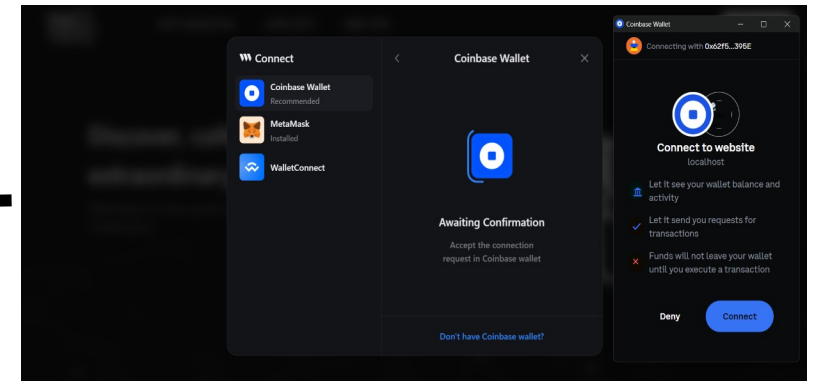 Connect
Coinbase Wallet
Recommended
MetaMask
Installed
WalletConnect
Coinbase Wallet
Awaiting Confirmation
Accept the connection
request in Coinbase wallet
Don't have Coinbase wallet?
Coinbase Wallet
Connecting with 0x62f5...395E
Connect to website
localhost
Let it see your wallet balance and
activity
Let it send you requests for
transactions
Funds will not leave your wallet
until you execute a transaction
Deny
Connect